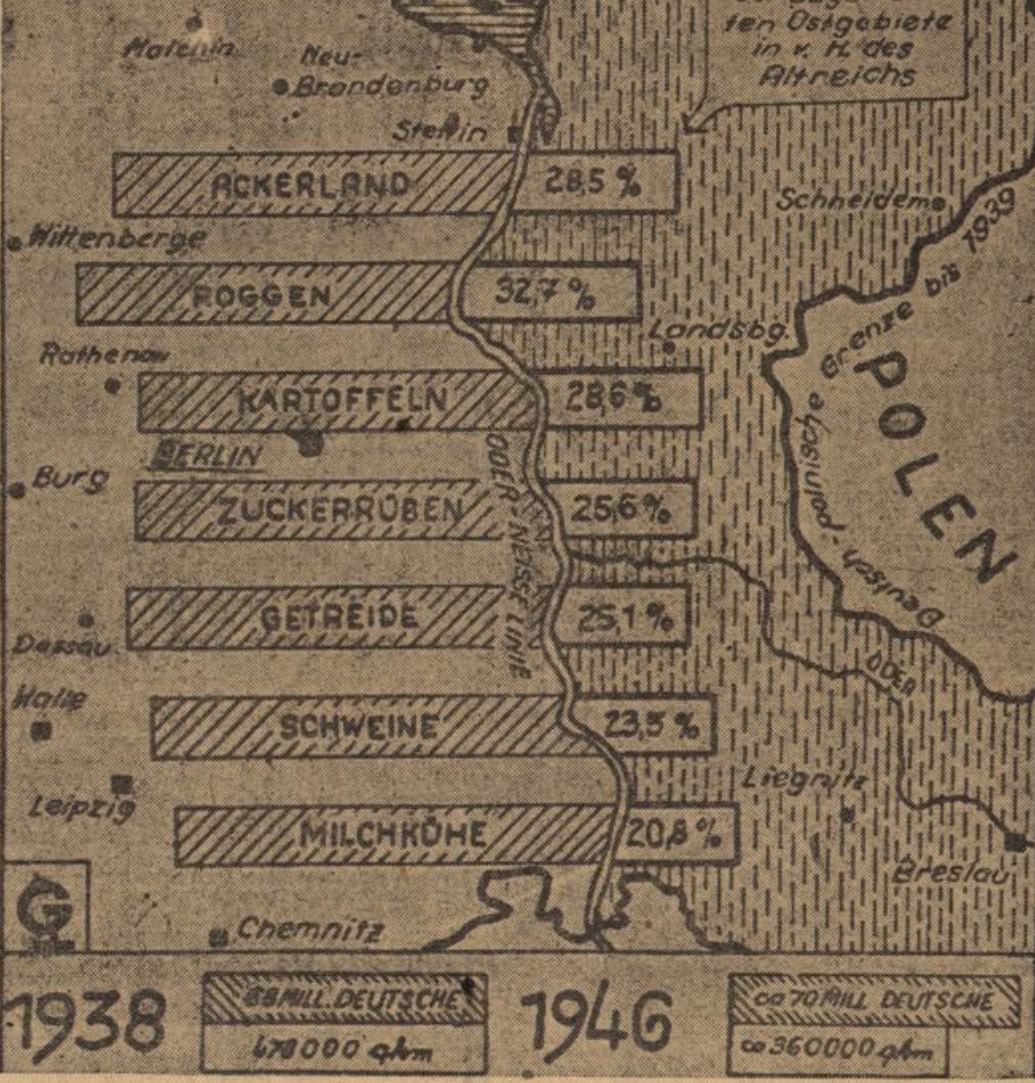 ten Ostgebiete
in v. H. des
Altreichs
Malchin
Neu-
Brandenburg
Stettin
ACKERLAND 28,5 %
Schneidem.
Wittenberge
ROGGEN 32,7 %
Landsbg.
Deutsch-polnische Grenze bis 1939
Rathenow
KARTOFFELN 28,6 %
POLEN
BERLIN
Burg
ODER-NEISSE LINIE
ZUCKERRÜBEN 25,6 %
GETREIDE 25,1 %
Dessau
ODER
Halle
SCHWEINE 23,5 %
Liegnitz
Leipzig
MILCHKÜHE 20,8 %
Breslau
G
Chemnitz
1938
MILL. DEUTSCHE
470000 qkm
1946
∞ 70 MILL DEUTSCHE
∞ 360000 qkm